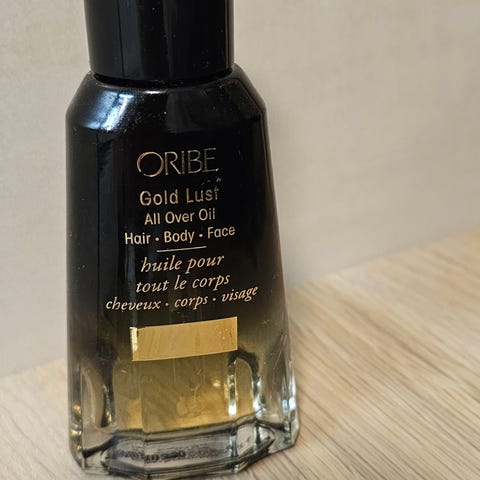 ORIBE
Gold Lust
All Over Oil
Hair • Body • Face
huile pour
tout le corps
cheveux • corps • visage